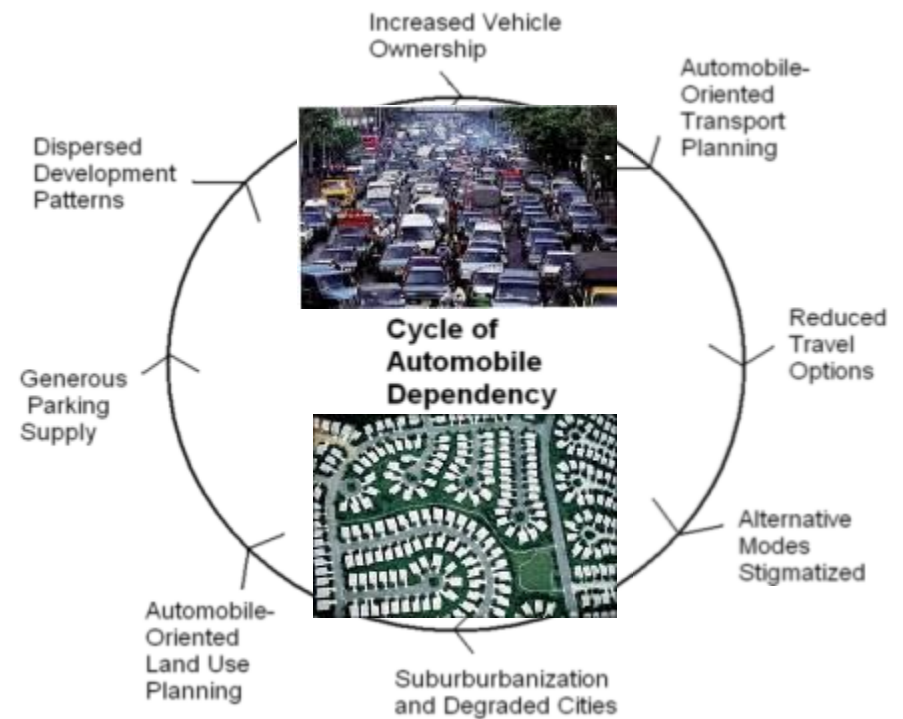 Increased Vehicle
Ownership
Automobile-
Oriented
Transport
Planning
Reduced
Travel
Options
Alternative
Modes
Stigmatized
Suburburbanization
and Degraded Cities
Automobile-
Oriented
Land Use
Planning
Generous
Parking
Supply
Dispersed
Development
Patterns
Cycle of
Automobile
Dependency